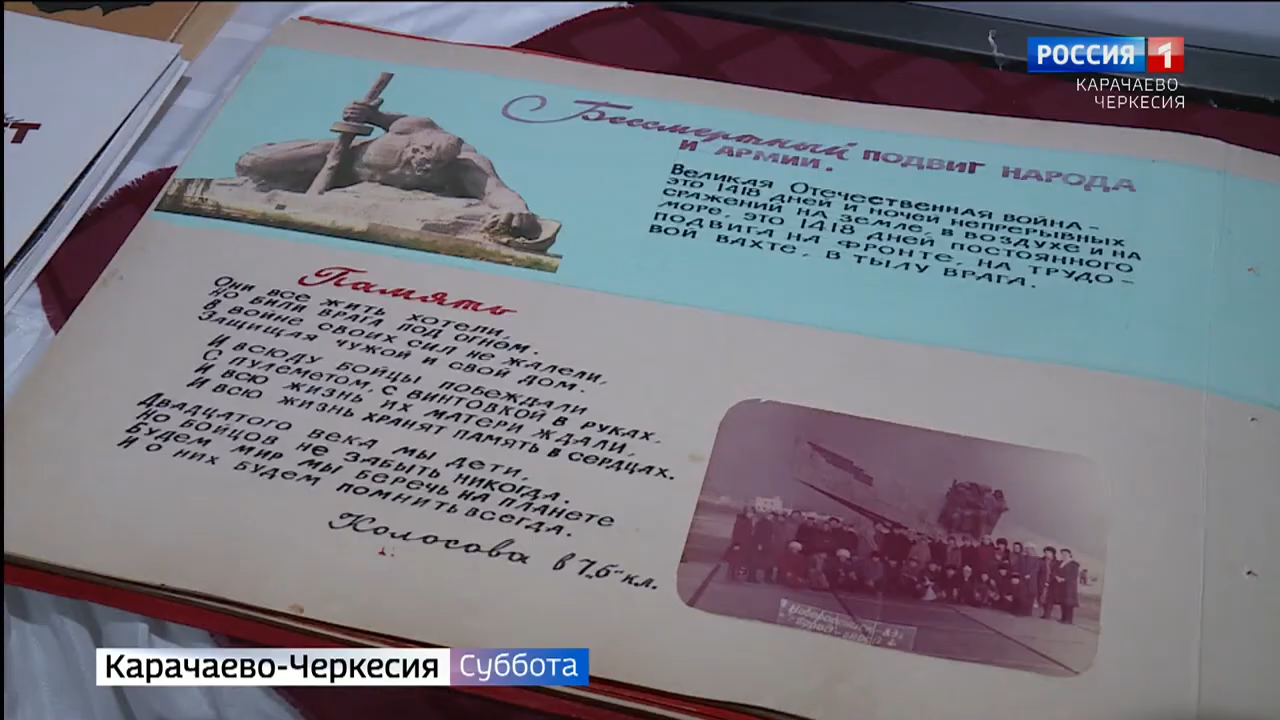 РОССИЯ 1
КАРАЧАЕВО
ЧЕРКЕСИЯ
Бессмертный подвиг народа
и армии.
Великая Отечественная война –
это 1418 дней и ночей непрерывных
сражений на земле, в воздухе и на
море, это 1418 дней постоянного
подвига на фронте, на трудо–
вой вахте, в тылу врага.
Память
Они все жить хотели,
Но били врага под огнём.
В войне своих сил не жалели,
Защищая чужой и свой дом.
И всюду бойцы побеждали
С пулеметом, с винтовкой в руках.
И всю жизнь их матери ждали,
И всю жизнь хранят память в сердцах.
Двадцатого века мы дети,
Но бойцов не забыть никогда.
Будем мир мы беречь на планете
И о них будем помнить всегда.
Колосова
Карачаево-Черкесия Суббота